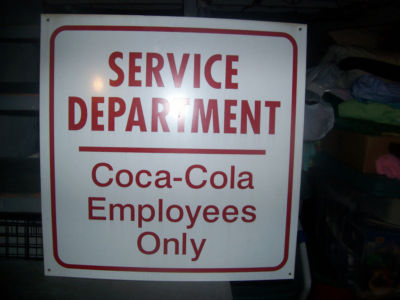 SERVICE
DEPARTMENT
Coca-Cola
Employees
Only